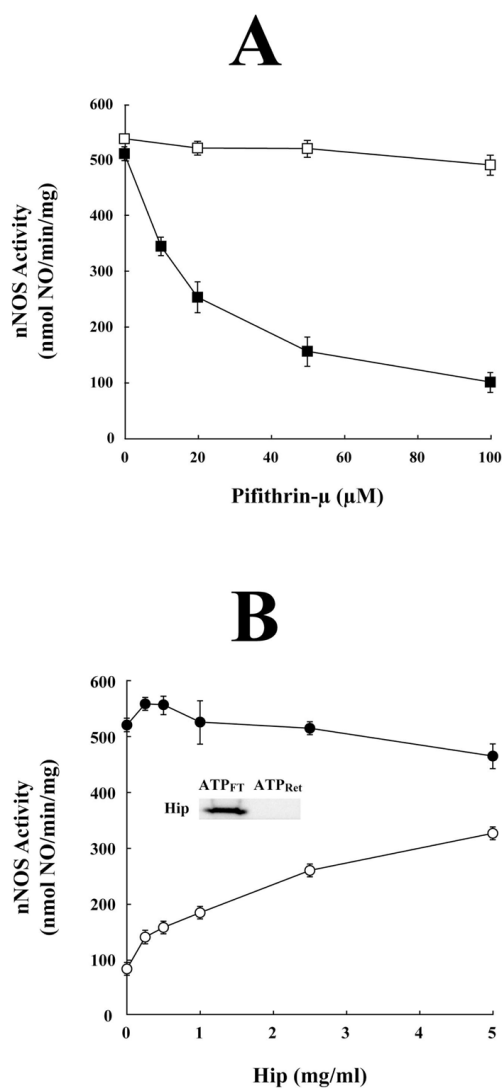 A
600
500
400
300
200
100
0
nNOS Activity
(nmol NO/min/mg)
0 20 40 60 80 100
Pifithrin-μ (μM)
B
600
500
400
300
200
100
0
nNOS Activity
(nmol NO/min/mg)
ATPFT ATPRet
Hip
0 1 2 3 4 5
Hip (mg/ml)